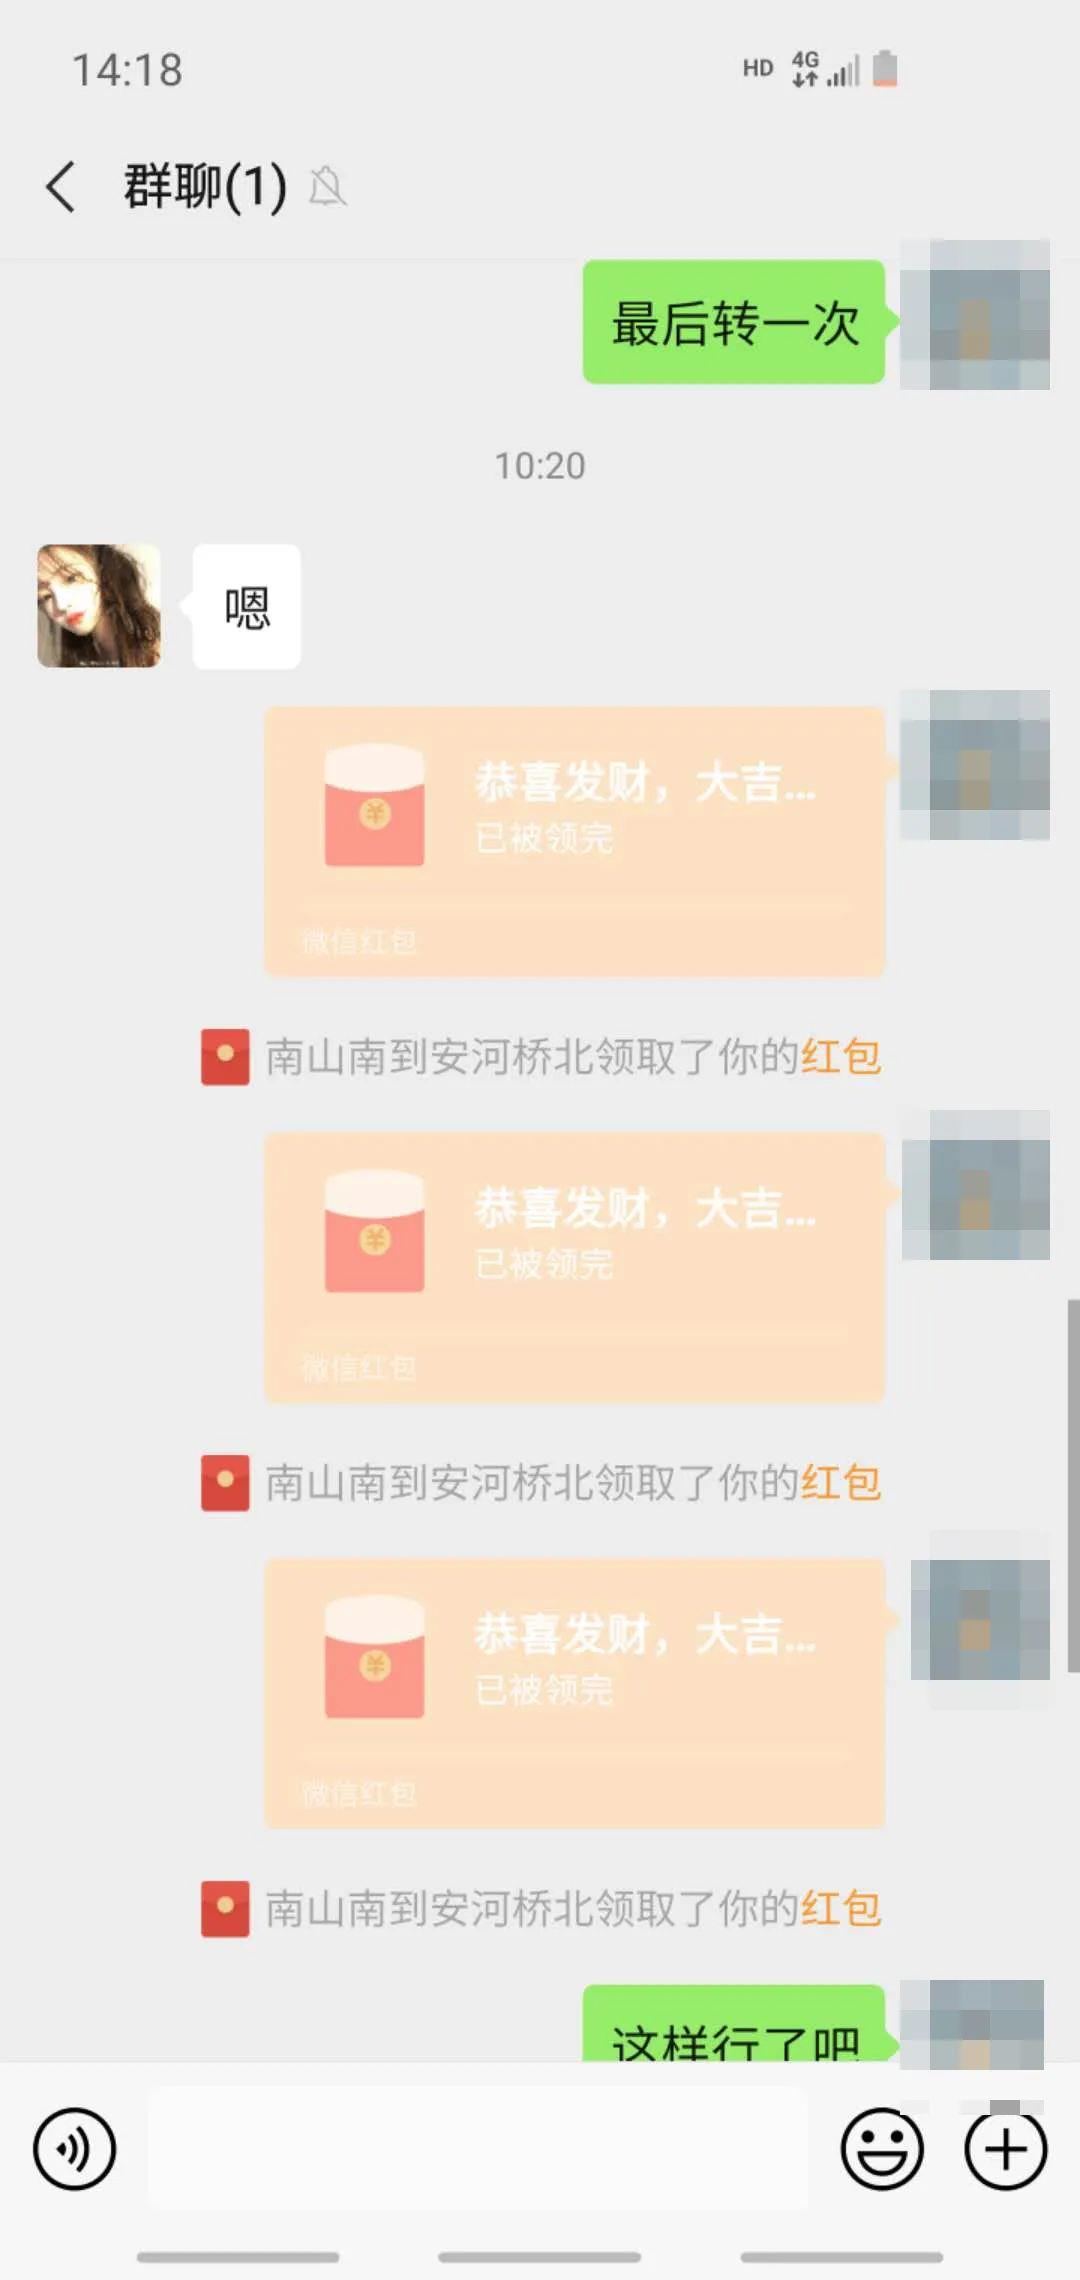 14:18
HD 4G
群聊(1)
最后转一次
10:20
嗯
恭喜发财，大吉...
已被领完
微信红包
南山南到安河桥北领取了你的红包
恭喜发财，大吉...
已被领完
微信红包
南山南到安河桥北领取了你的红包
恭喜发财，大吉...
已被领完
微信红包
南山南到安河桥北领取了你的红包
这样行了吧